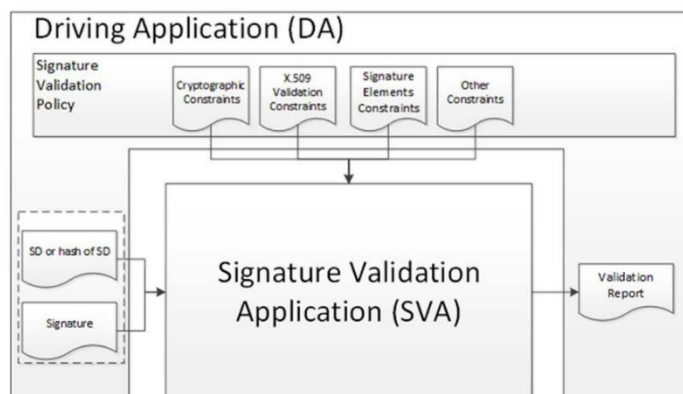 Driving Application (DA)
Signature
Validation
Policy
Cryptographic
Constraints
X.509
Validation
Constraints
Signature
Elements
Constraints
Other
Constraints
SD or hash of SD
Signature
Signature Validation
Application (SVA)
Validation
Report